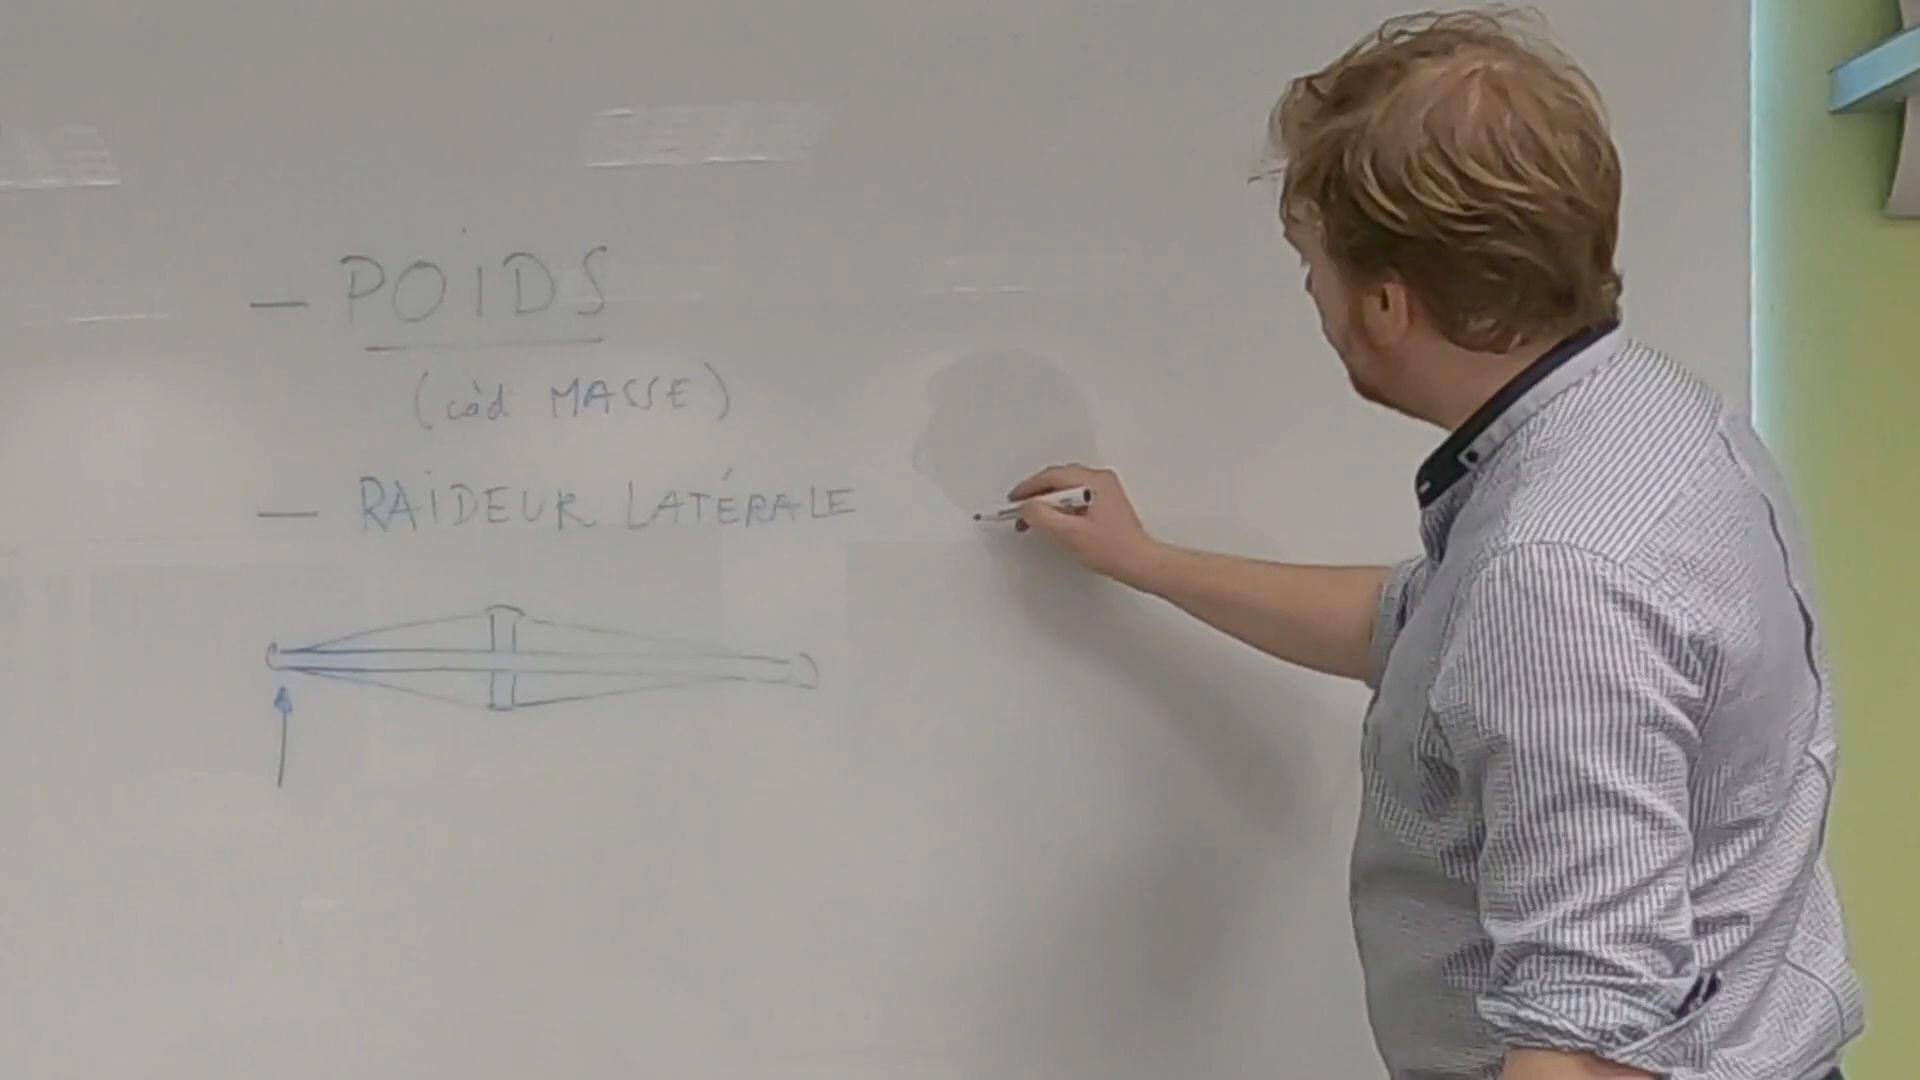 — POIDS
(càd MASSE)
— RAIDEUR LATÉRALE